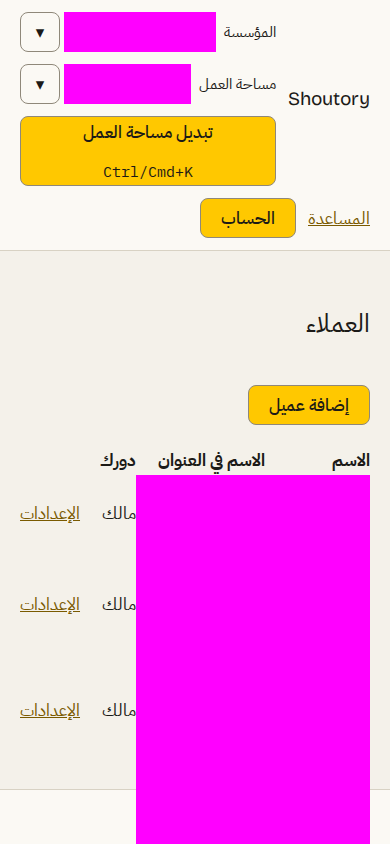 المؤسسة ▼
مساحة العمل ▼
Shoutory
تبديل مساحة العمل
Ctrl/Cmd+K
المساعدة الحساب
العملاء
إضافة عميل
الاسم الاسم في العنوان دورك
مالك الإعدادات
مالك الإعدادات
مالك الإعدادات